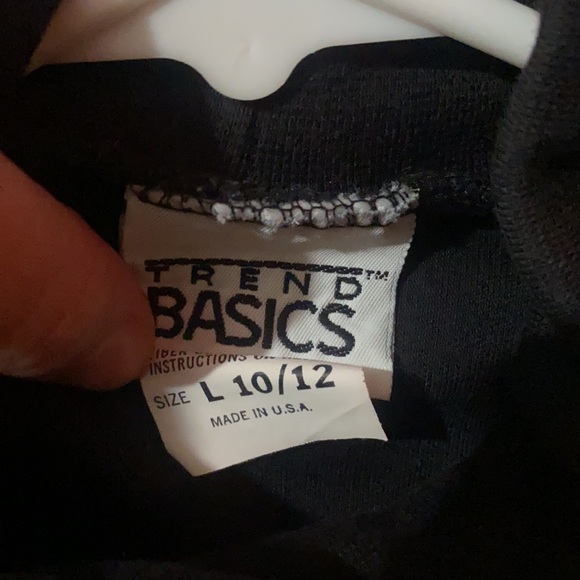 TREND™
BASICS
INSTRUCTIONS
SIZE L 10/12
MADE IN U.S.A.